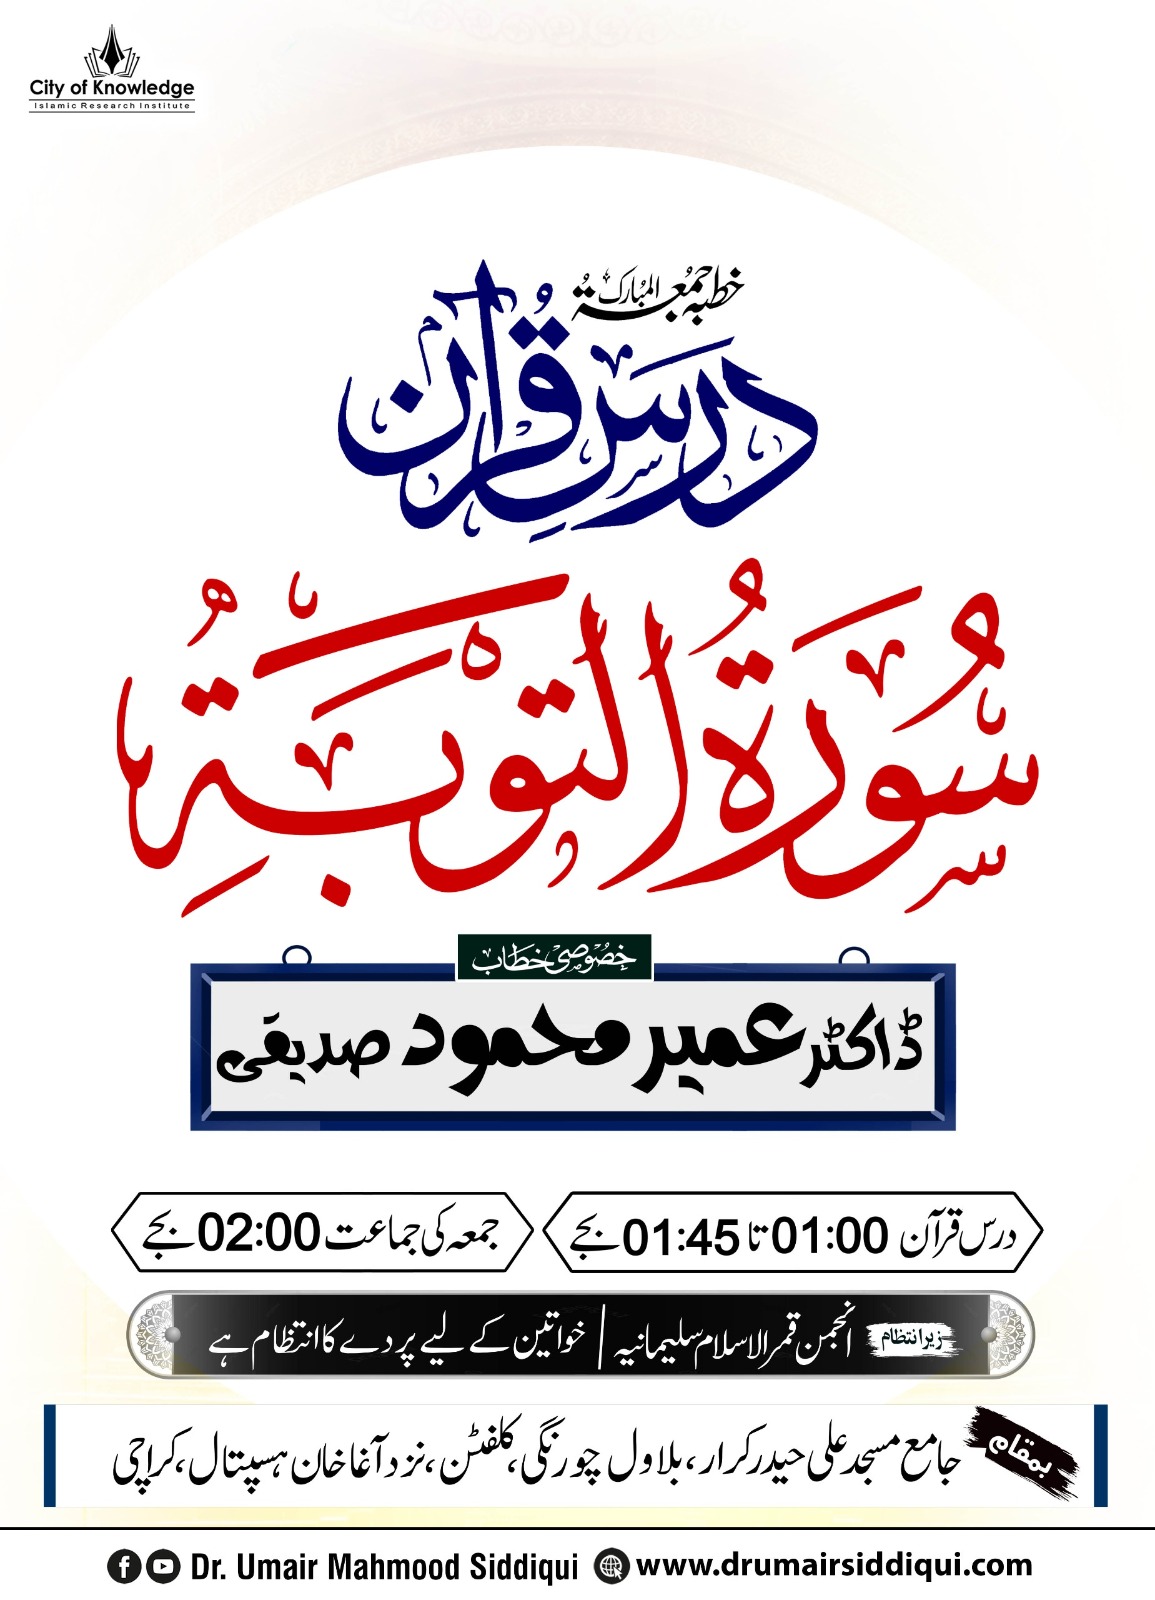 City of Knowledge
Islamic Research Institute
خطبہ جمعۃ المبارک
درسِ قرآن
سُورَۃُ التوبَۃِ
خصوصی خطاب
ڈاکٹر عمیر محمود صدیقی
درس قرآن 01:00 تا 01:45 بجے
جمعہ کی جماعت 02:00 بجے
زیر انتظام انجمن قمر الاسلام سلیمانیہ | خواتین کے لیے پردے کا انتظام ہے
بمقام جامع مسجد علی حیدر کرار، بلاول چورنگی، کلفٹن، نزد آغا خان ہسپتال، کراچی
Dr. Umair Mahmood Siddiqui www.drumairsiddiqui.com